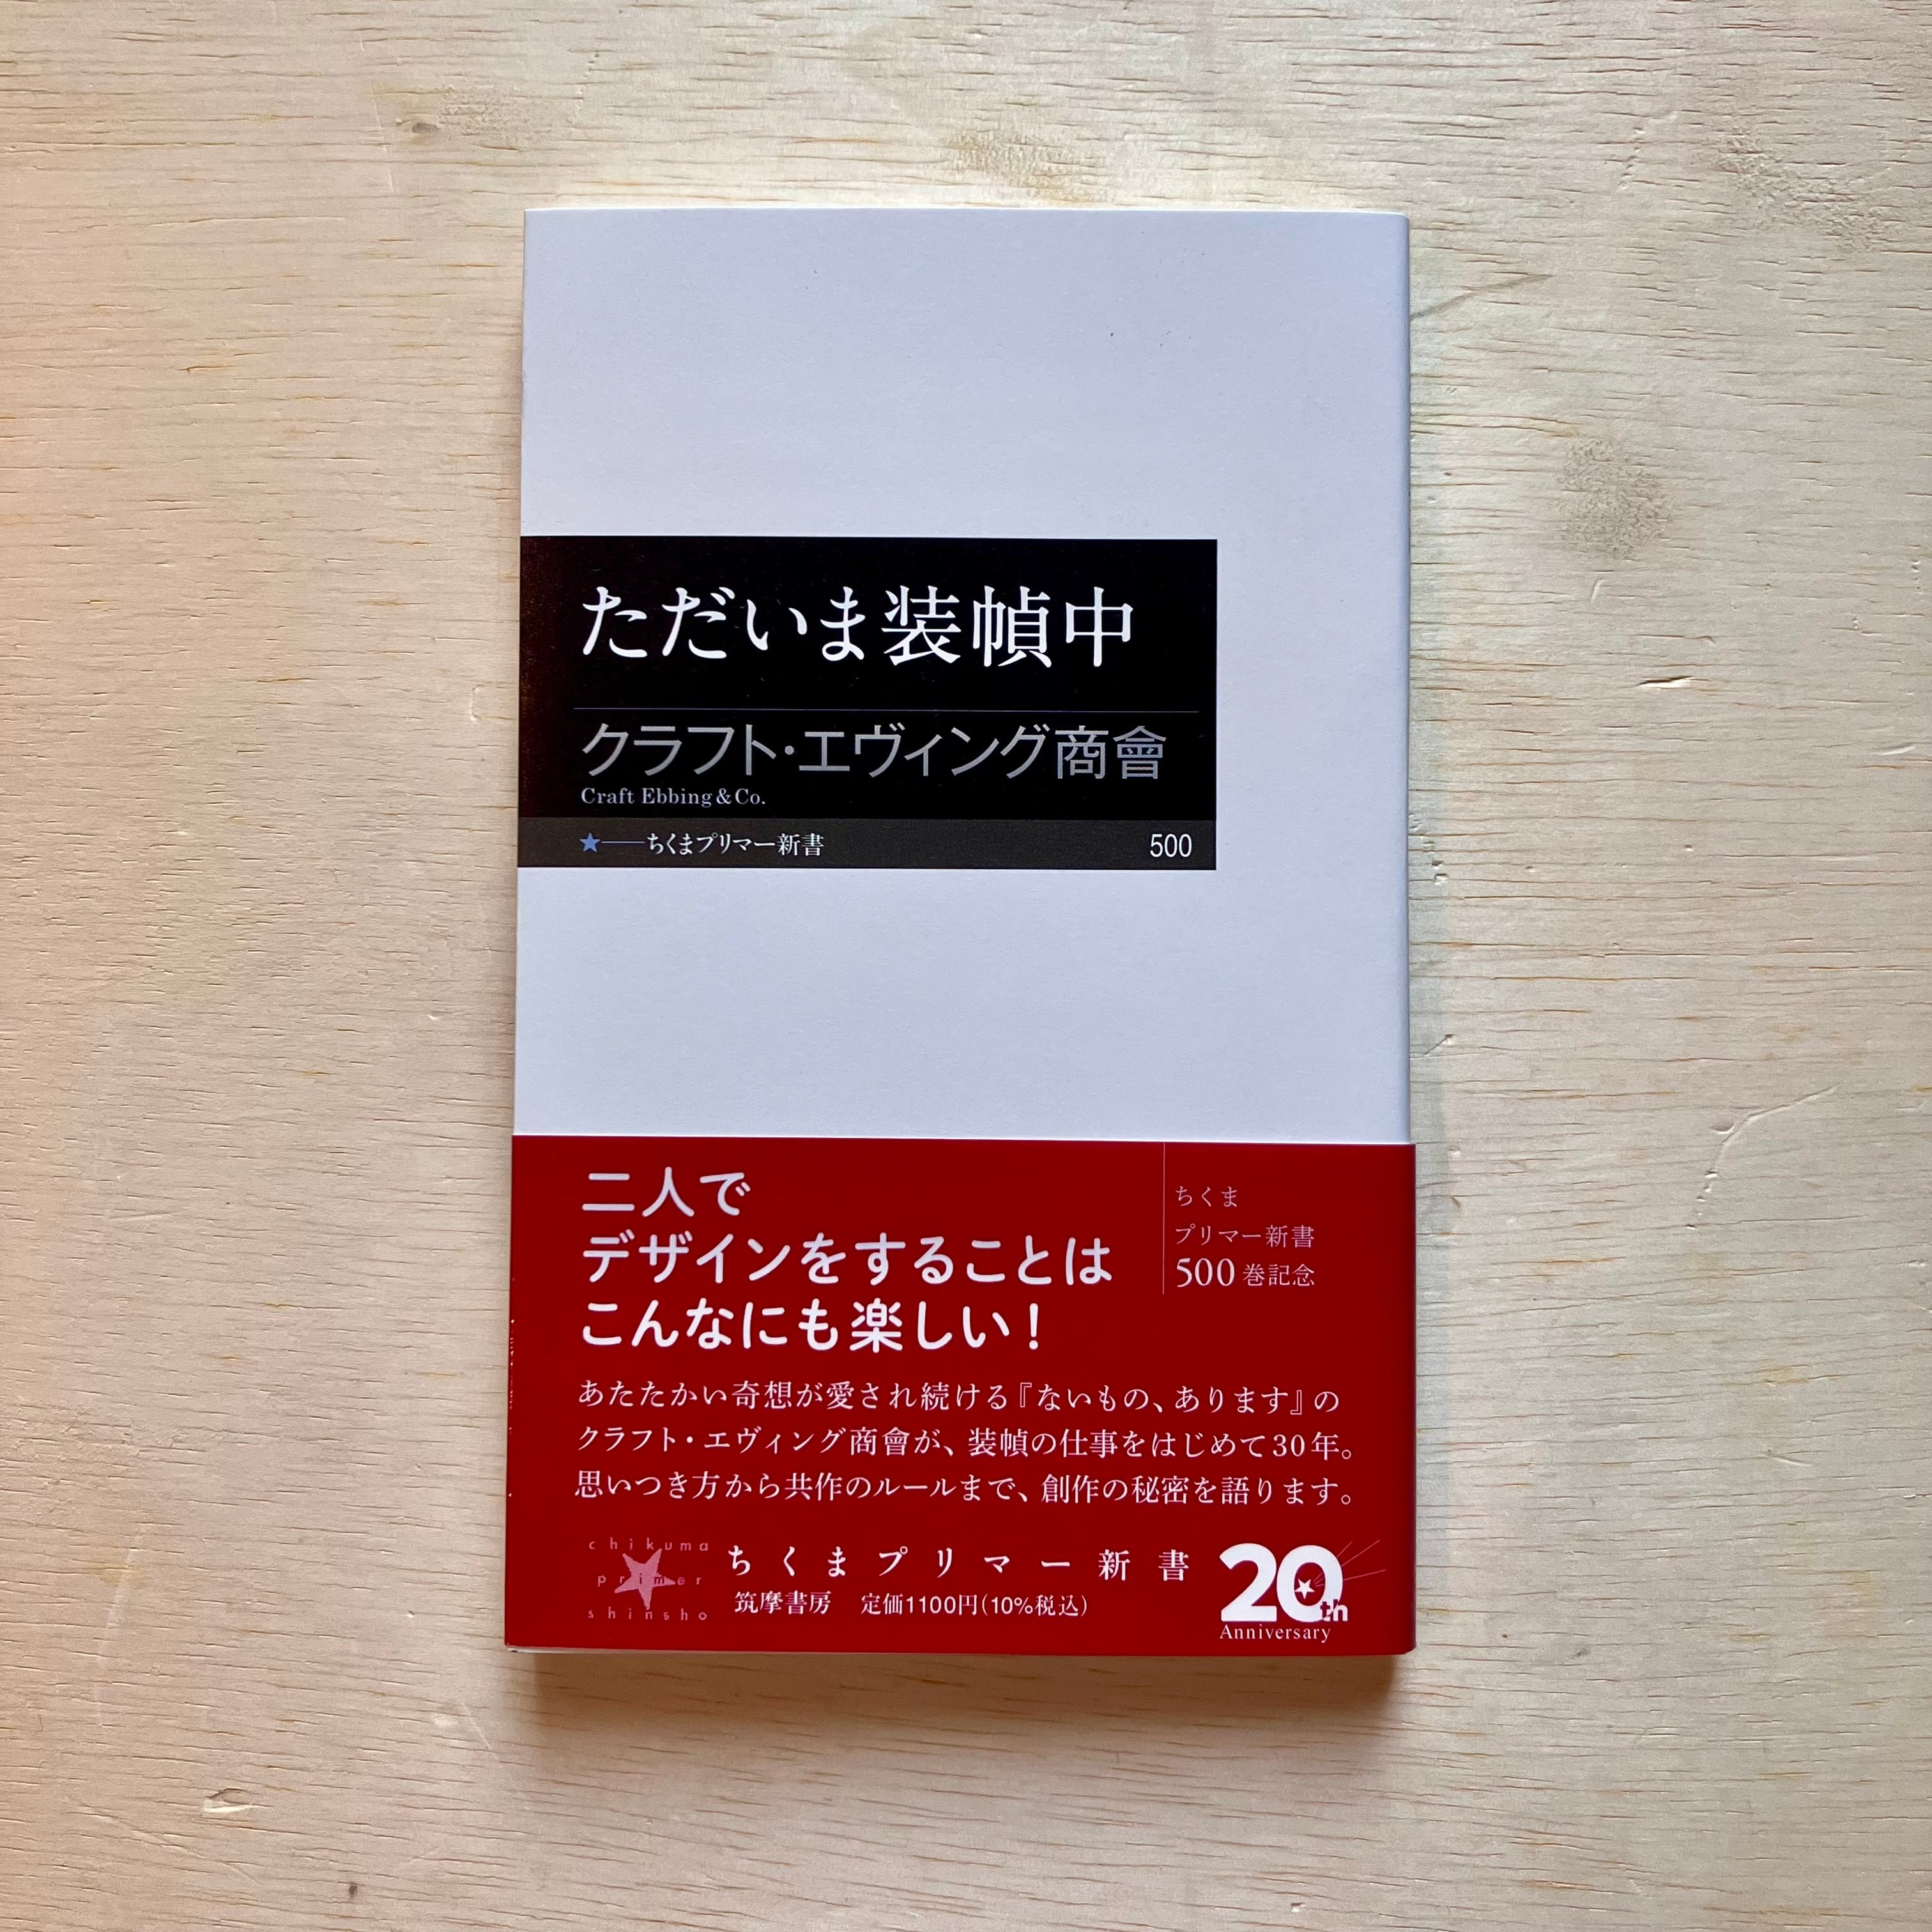 ただいま装幀中
クラフト・エヴィング商會
Craft Ebbing & Co.
★──ちくまプリマー新書 500
二人で
デザインをすることは
こんなにも楽しい!
ちくま
プリマー新書
500巻記念
あたたかい奇想が愛され続ける『ないもの、あります』の
クラフト・エヴィング商會が、装幀の仕事をはじめて30年。
思いつき方から共作のルールまで、創作の秘密を語ります。
chikuma
primer
shinsho
ちくまプリマー新書
筑摩書房 定価1100円(10%税込)
20th
Anniversary